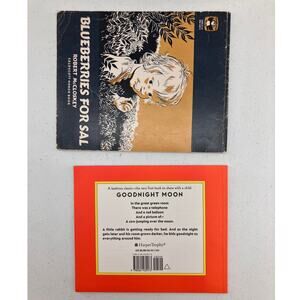 BLUEBERRIES FOR SAL
ROBERT McCLOSKEY
A bedtime classic—the very first book to share with a child
GOODNIGHT MOON
In the great green room
There was a telephone
And a red balloon
And a picture of—
A cow jumping over the moon.
A little rabbit is getting ready for bed. And as the night
gets later and his room grows darker, he bids goodnight to
everything around him.
HarperTrophy